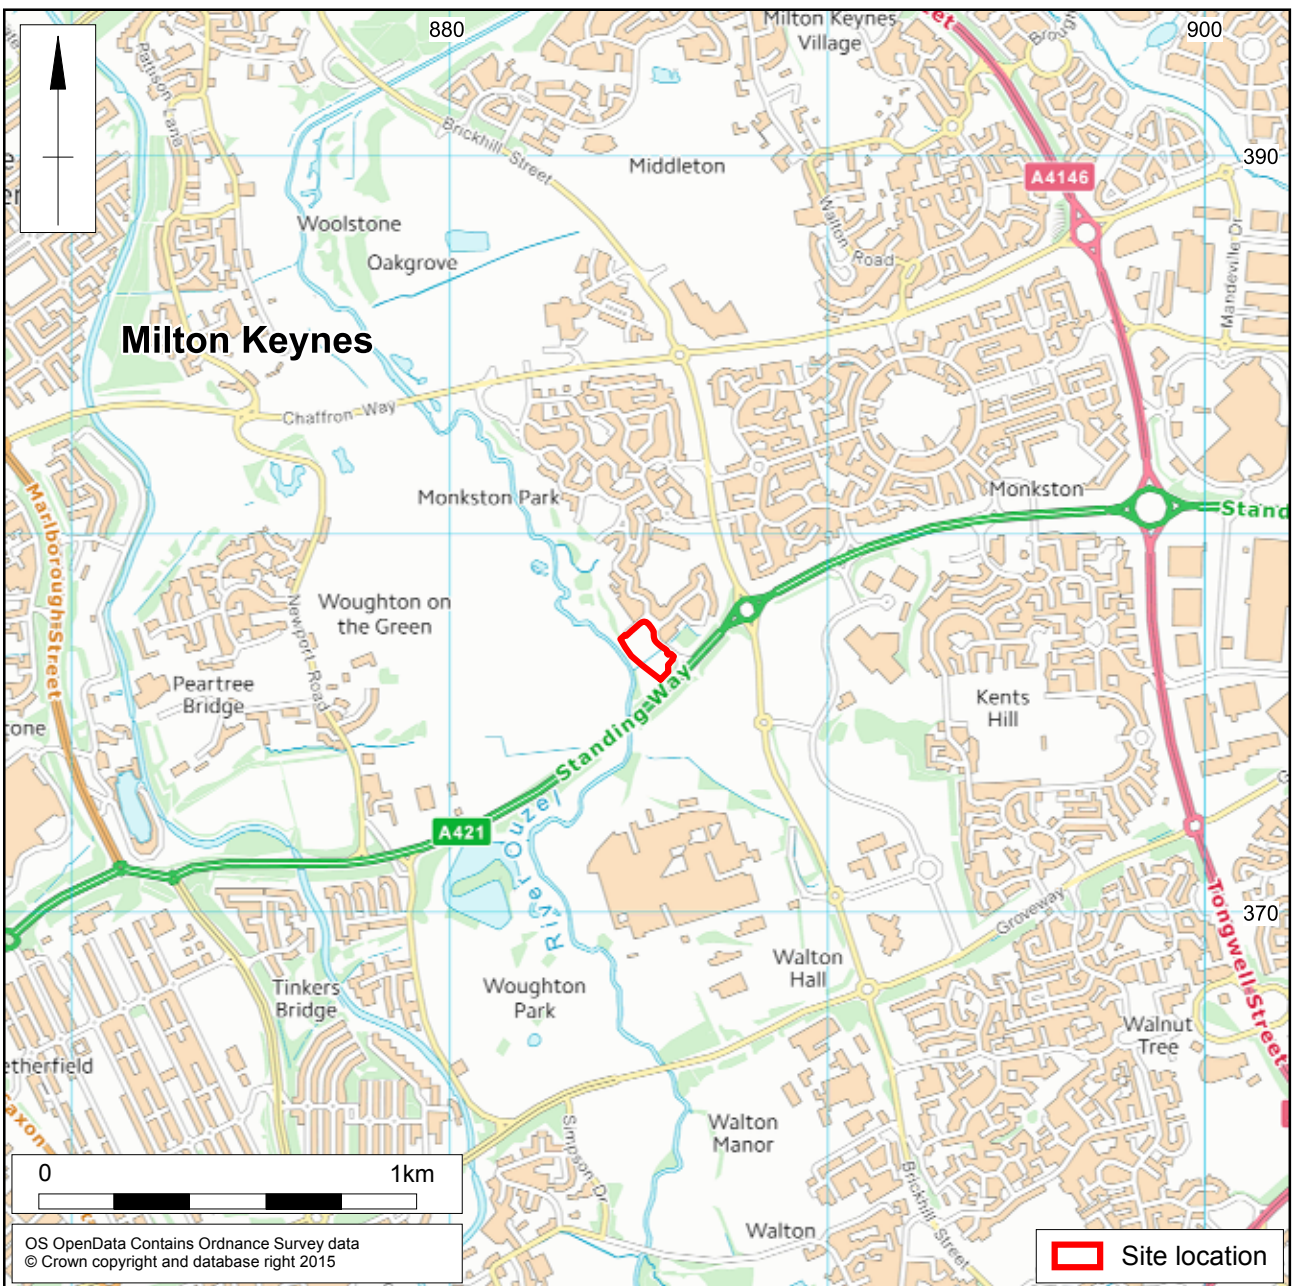 880
900
Milton Keynes
Village
Pattison Lane
Brickhill Street
Middleton
390
A4146
Woolstone
Walton Road
Oakgrove
Mandeville Dr
Milton Keynes
Chaffron Way
Monkston Park
Monkston
Stand
Marlborough Street
Woughton on
the Green
Newport Road
Peartree
Bridge
Standing Way
Kents
Hill
A421
River Ouzel
Groveway
370
Tongwell Street
Walton
Hall
Tinkers
Bridge
Woughton
Park
Walnut
Tree
etherfield
axon
Simpson Dr
Walton
Manor
Brickhill Street
Walton
0 1km
OS OpenData Contains Ordnance Survey data
© Crown copyright and database right 2015
Site location